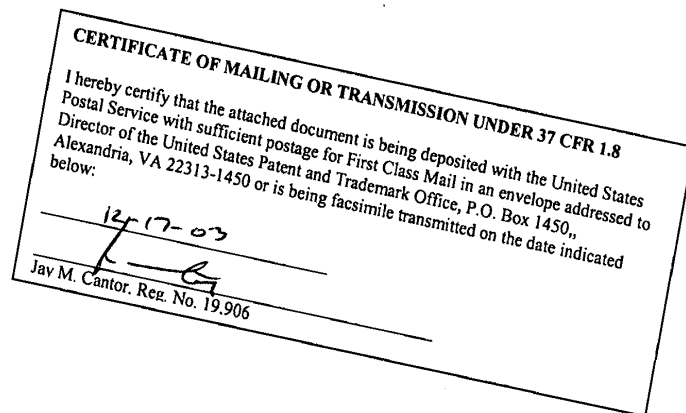 CERTIFICATE OF MAILING OR TRANSMISSION UNDER 37 CFR 1.8
I hereby certify that the attached document is being deposited with the United States
Postal Service with sufficient postage for First Class Mail in an envelope addressed to
Director of the United States Patent and Trademark Office, P.O. Box 1450,,
Alexandria, VA 22313-1450 or is being facsimile transmitted on the date indicated
below:
12-17-03
Jay M. Cantor, Reg. No. 19,906